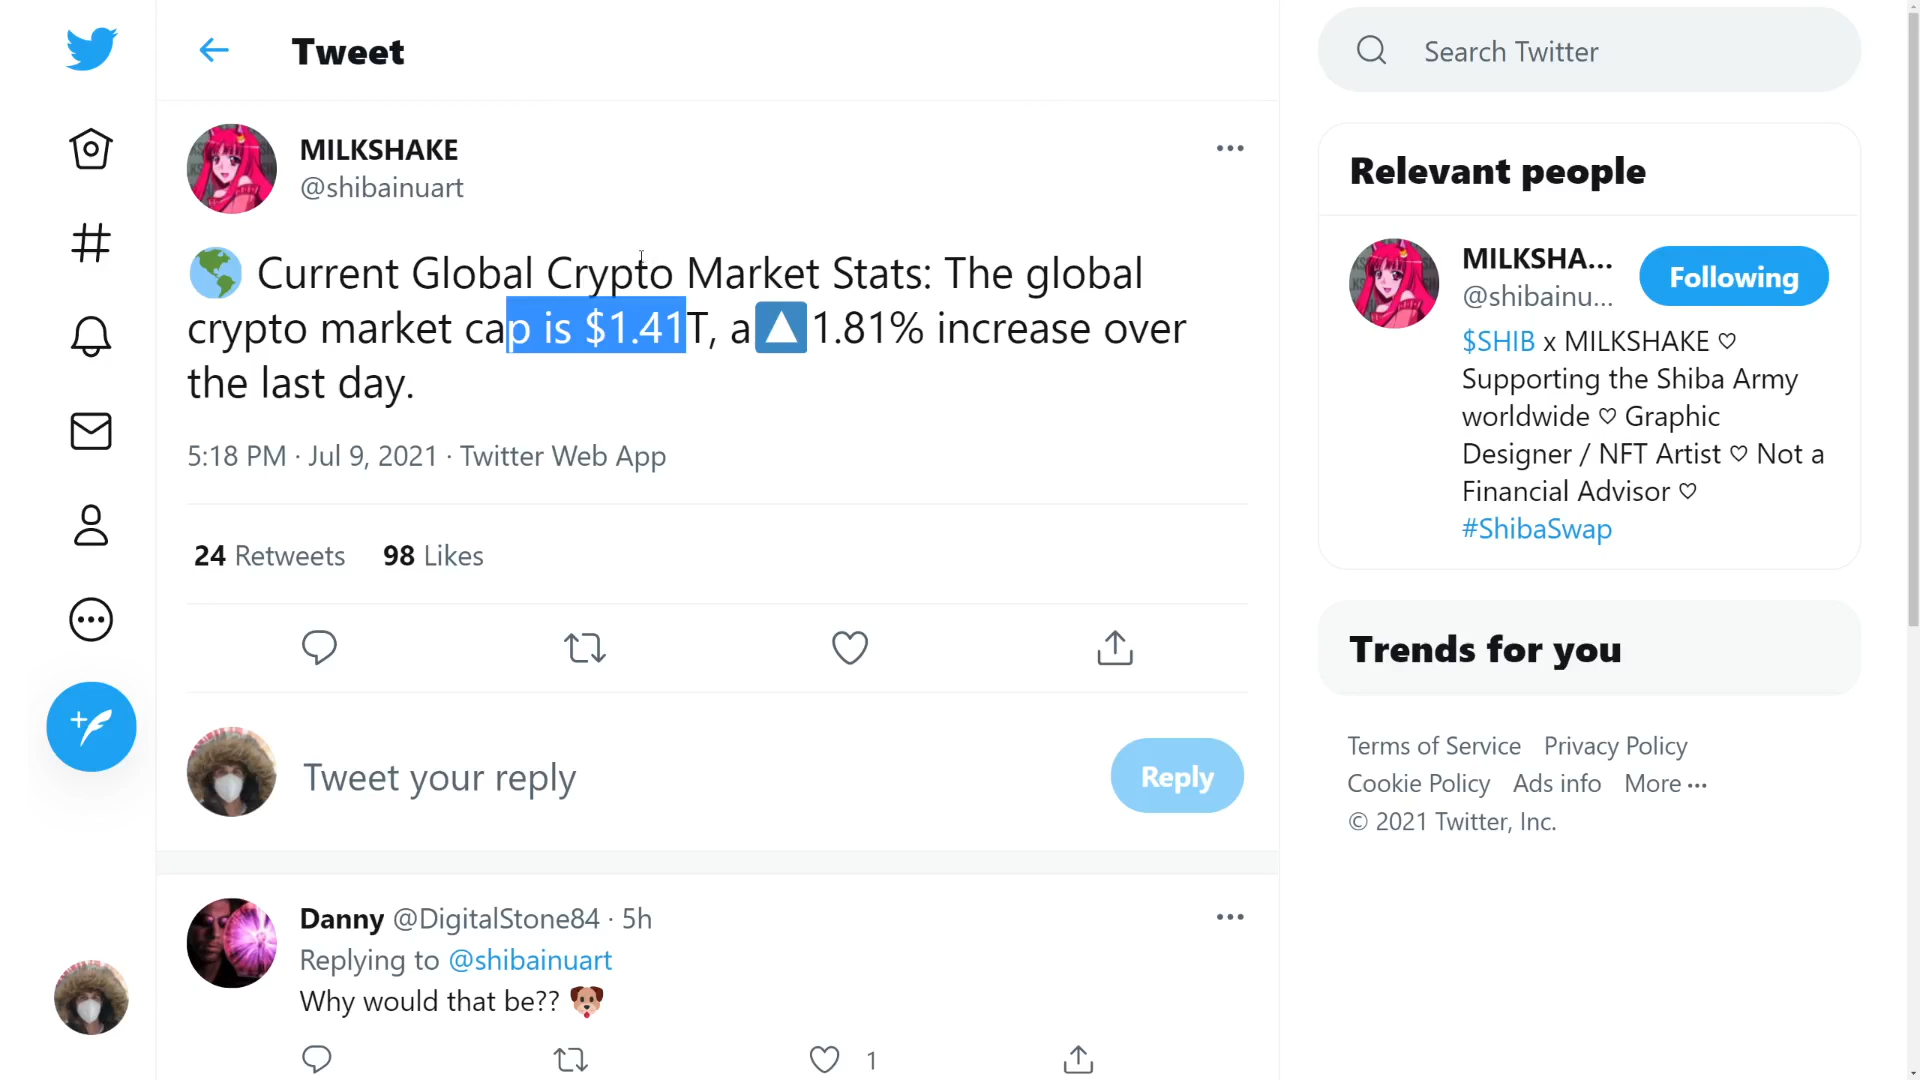 Tweet
Search Twitter
MILKSHAKE
@shibainuart
Current Global Crypto Market Stats: The global
crypto market cap is $1.41T, a🔼1.81% increase over
the last day.
5:18 PM · Jul 9, 2021 · Twitter Web App
24 Retweets 98 Likes
Tweet your reply
Reply
Danny @DigitalStone84 · 5h
Replying to @shibainuart
Why would that be?? 🐶
1
Relevant people
MILKSHA...
@shibainu...
Following
$SHIB x MILKSHAKE ♡
Supporting the Shiba Army
worldwide ♡ Graphic
Designer / NFT Artist ♡ Not a
Financial Advisor ♡
#ShibaSwap
Trends for you
Terms of Service Privacy Policy
Cookie Policy Ads info More ···
© 2021 Twitter, Inc.